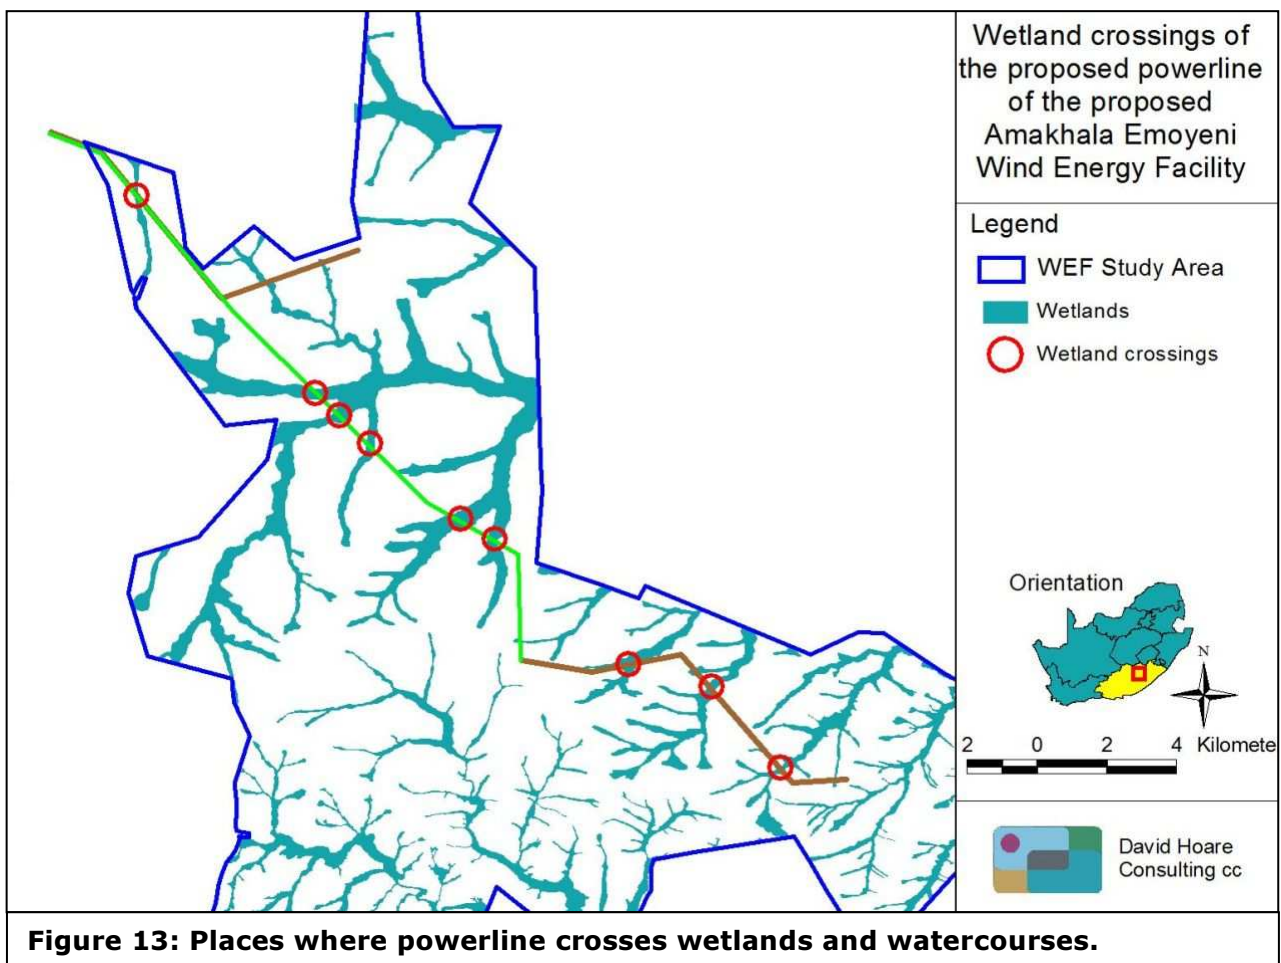 Wetland crossings of
the proposed powerline
of the proposed
Amakhala Emoyeni
Wind Energy Facility
Legend
WEF Study Area
Wetlands
Wetland crossings
Orientation
N
2 0 2 4 Kilomete
David Hoare
Consulting cc
Figure 13: Places where powerline crosses wetlands and watercourses.